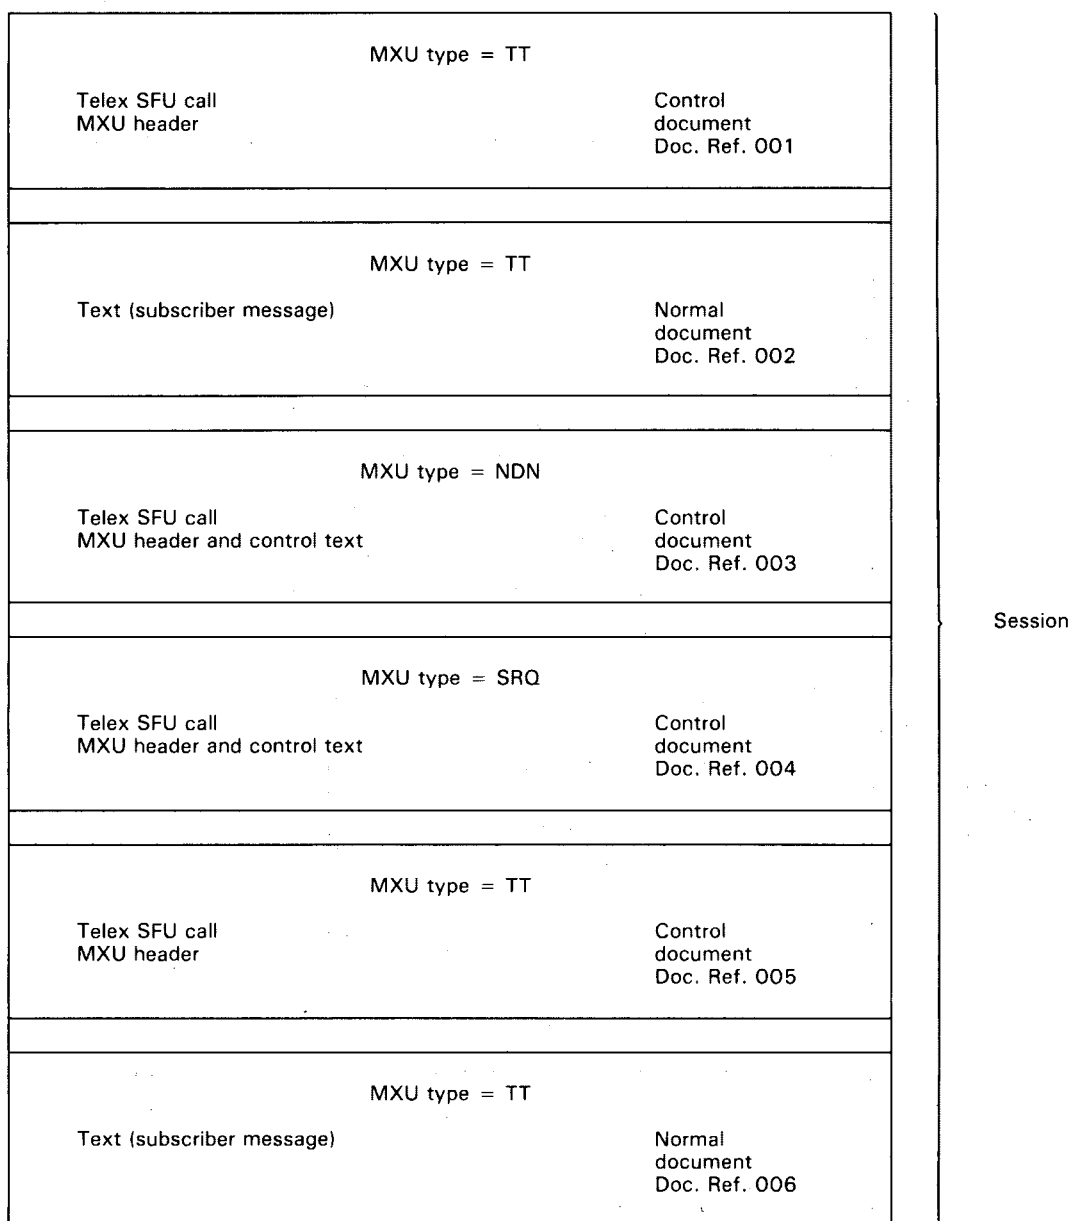 MXU type = TT
Telex SFU call
MXU header
Control
document
Doc. Ref. 001
MXU type = TT
Text (subscriber message)
Normal
document
Doc. Ref. 002
MXU type = NDN
Telex SFU call
MXU header and control text
Control
document
Doc. Ref. 003
Session
MXU type = SRQ
Telex SFU call
MXU header and control text
Control
document
Doc. Ref. 004
MXU type = TT
Telex SFU call
MXU header
Control
document
Doc. Ref. 005
MXU type = TT
Text (subscriber message)
Normal
document
Doc. Ref. 006